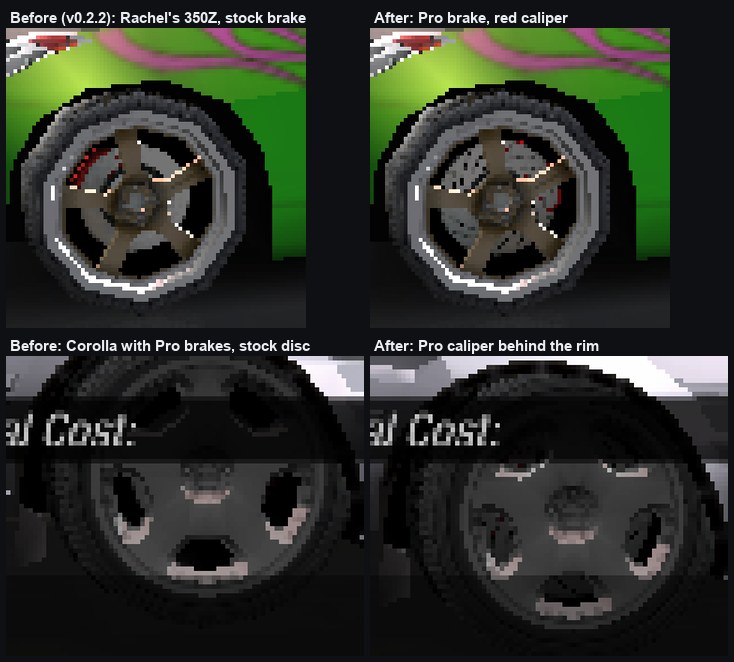 Before (v0.2.2): Rachel's 350Z, stock brake
After: Pro brake, red caliper
Before: Corolla with Pro brakes, stock disc
After: Pro caliper behind the rim
al Cost:
al Cost: